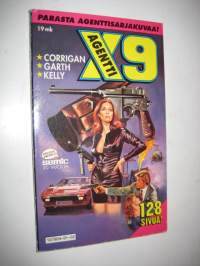 PARASTA AGENTTISARJAKUVAA!
19 mk
★ CORRIGAN
★ GARTH
★ KELLY
AGENTTI
X9
semic
128
SIVUA